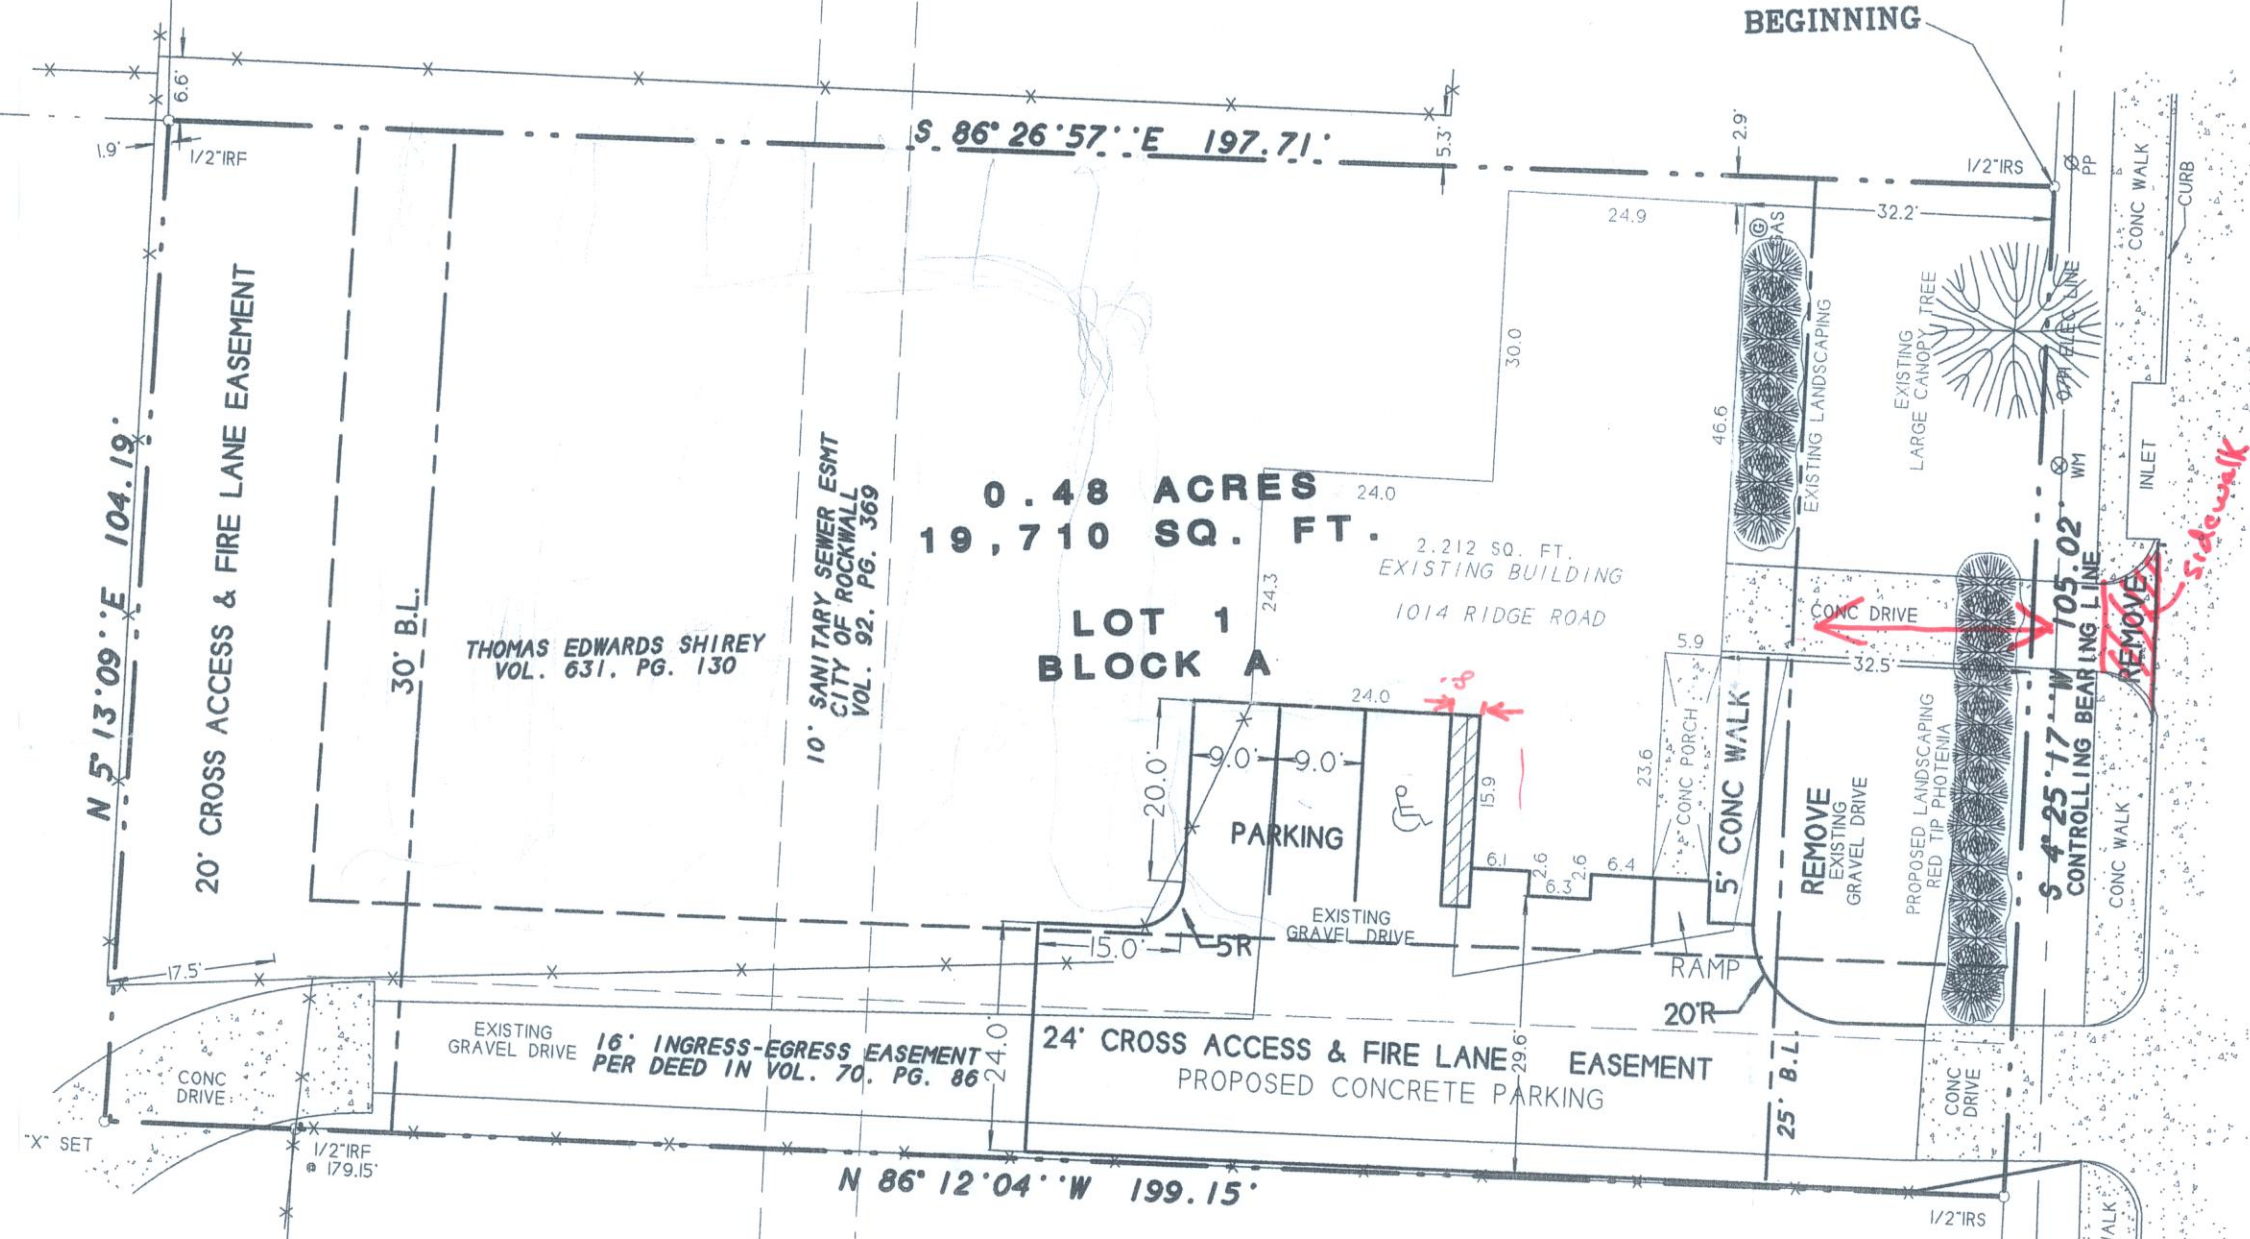 BEGINNING
6.6'
1.9'
1/2"IRF
S 86° 26'57''E 197.71'
5.3'
2.9'
1/2"IRS
PP
CONC WALK
CURB
24.9
32.2'
GAS
G
30.0
46.6
EXISTING LANDSCAPING
EXISTING
LARGE CANOPY TREE
WM
INLET
sidewalk
N 5°13'09''E 104.19'
20' CROSS ACCESS & FIRE LANE EASEMENT
30' B.L.
THOMAS EDWARDS SHIREY
VOL. 631. PG. 130
10' SANITARY SEWER ESMT
CITY OF ROCKWALL
VOL. 92. PG. 369
0.48 ACRES
19,710 SQ. FT.
LOT 1
BLOCK A
24.0
24.3
2.212 SQ. FT.
EXISTING BUILDING
1014 RIDGE ROAD
CONC DRIVE
REMOVE
5.9
32.5'
S 4°25'17''W 105.02'
CONTROLLING BEARING LINE
24.0
20.0'
9.0'
9.0'
PARKING
15.9
23.6
CONC PORCH
5' CONC WALK
REMOVE
EXISTING
GRAVEL DRIVE
PROPOSED LANDSCAPING
RED TIP PHOTENIA
CONC WALK
6.1
2.6
6.3
2.6
6.4
EXISTING
GRAVEL DRIVE
15.0'
5R
RAMP
20'R
17.5'
EXISTING
GRAVEL DRIVE
16' INGRESS-EGRESS EASEMENT
PER DEED IN VOL. 70. PG. 86
24.0'
24' CROSS ACCESS & FIRE LANE EASEMENT
PROPOSED CONCRETE PARKING
29.6'
25' B.L.
CONC
DRIVE
CONC
DRIVE
"X" SET
1/2"IRF
@ 179.15'
N 86° 12'04''W 199.15'
1/2"IRS